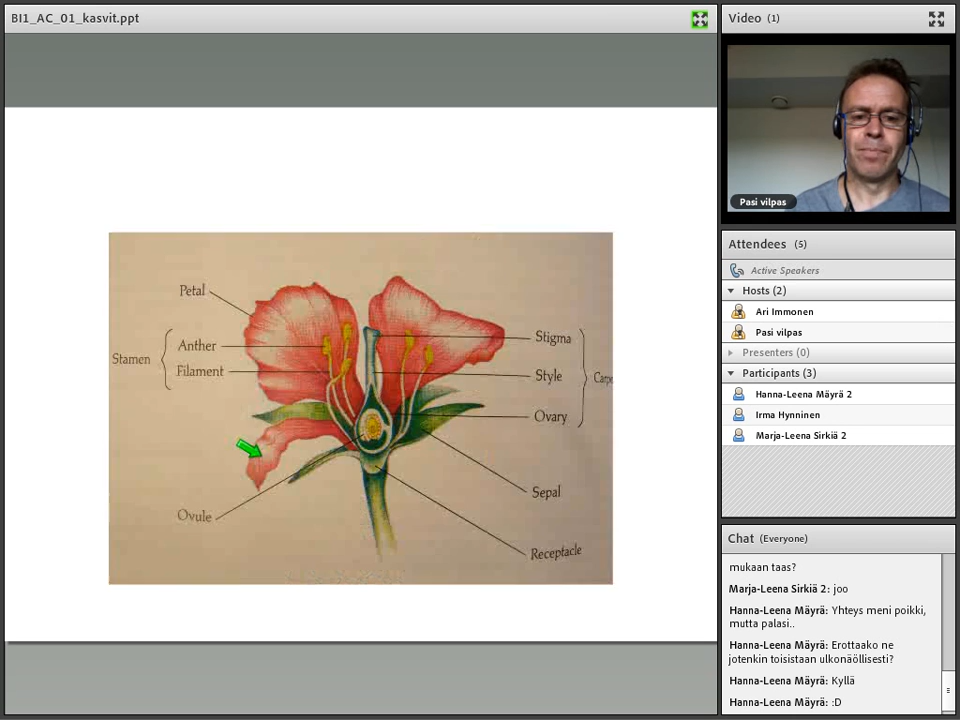 BI1_AC_01_kasvit.ppt
Petal
Stamen
Anther
Filament
Stigma
Style
Ovary
Ovule
Sepal
Receptacle
Video (1)
Pasi vilpas
Attendees (5)
Active Speakers
Hosts (2)
Ari Immonen
Pasi vilpas
Presenters (0)
Participants (3)
Hanna-Leena Mäyrä 2
Irma Hynninen
Marja-Leena Sirkiä 2
Chat (Everyone)
mukaan taas?
Marja-Leena Sirkiä 2: joo
Hanna-Leena Mäyrä: Yhteys meni poikki,
mutta palasi..
Hanna-Leena Mäyrä: Erottaako ne
jotenkin toisistaan ulkonäöllisesti?
Hanna-Leena Mäyrä: Kyllä
Hanna-Leena Mäyrä: :D